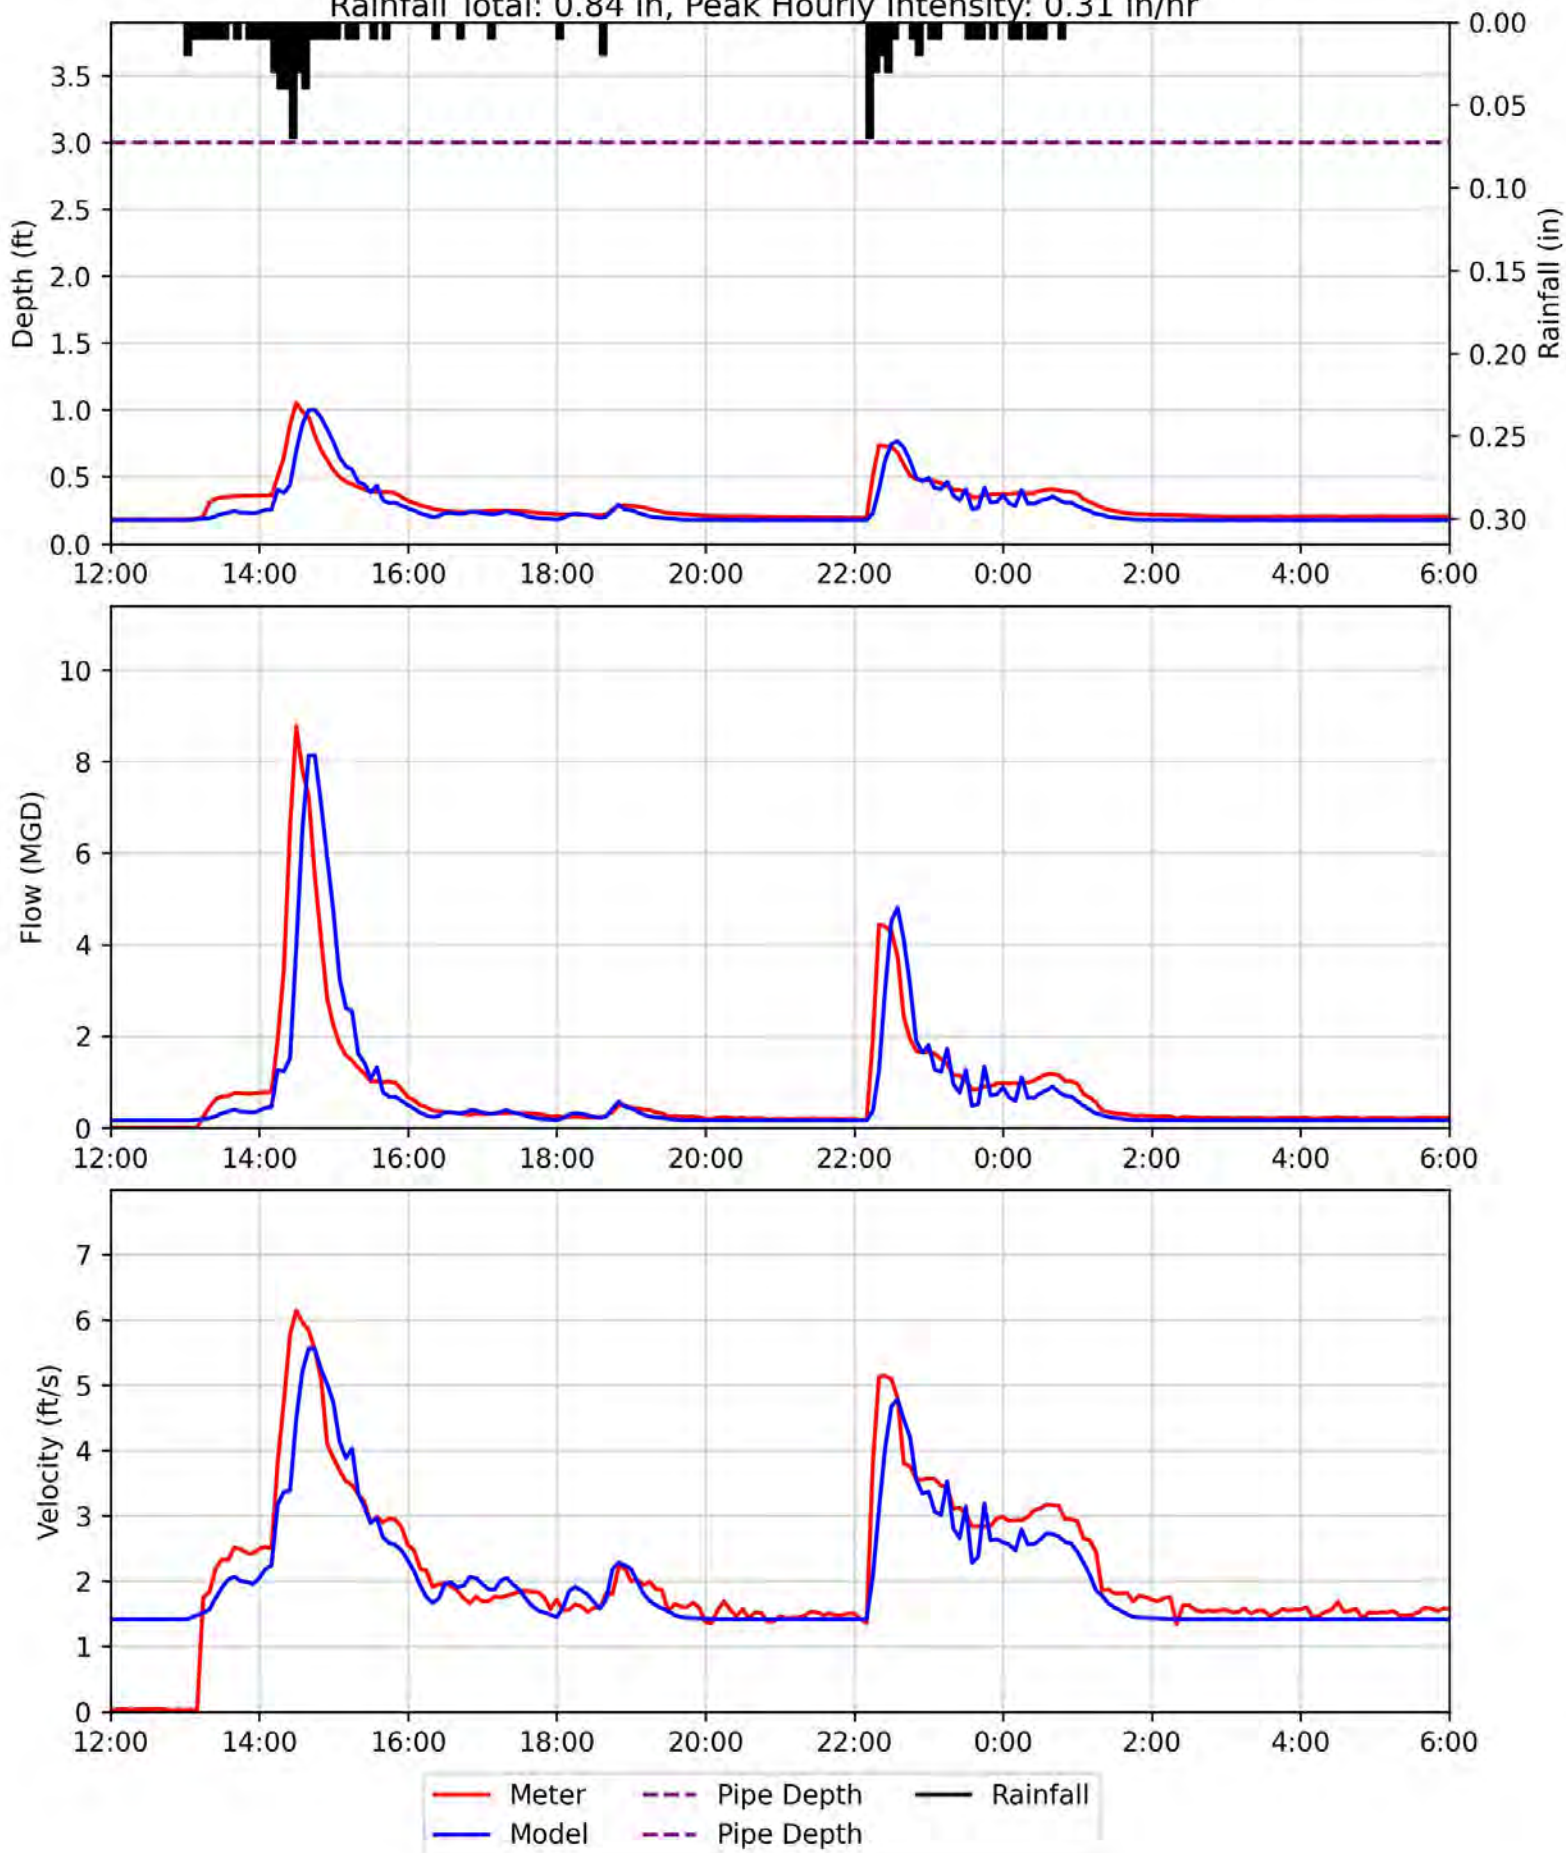 Rainfall Total: 0.84 in, Peak Hourly Intensity: 0.31 in/hr
0.00
3.5
0.05
3.0
0.10
2.5
2.0
0.15
Depth (ft)
Rainfall (in)
1.5
0.20
1.0
0.25
0.5
0.30
0.0
12:00 14:00 16:00 18:00 20:00 22:00 0:00 2:00 4:00 6:00
10
8
6
Flow (MGD)
4
2
0
12:00 14:00 16:00 18:00 20:00 22:00 0:00 2:00 4:00 6:00
7
6
5
4
Velocity (ft/s)
3
2
1
0
12:00 14:00 16:00 18:00 20:00 22:00 0:00 2:00 4:00 6:00
Meter Pipe Depth Rainfall
Model Pipe Depth